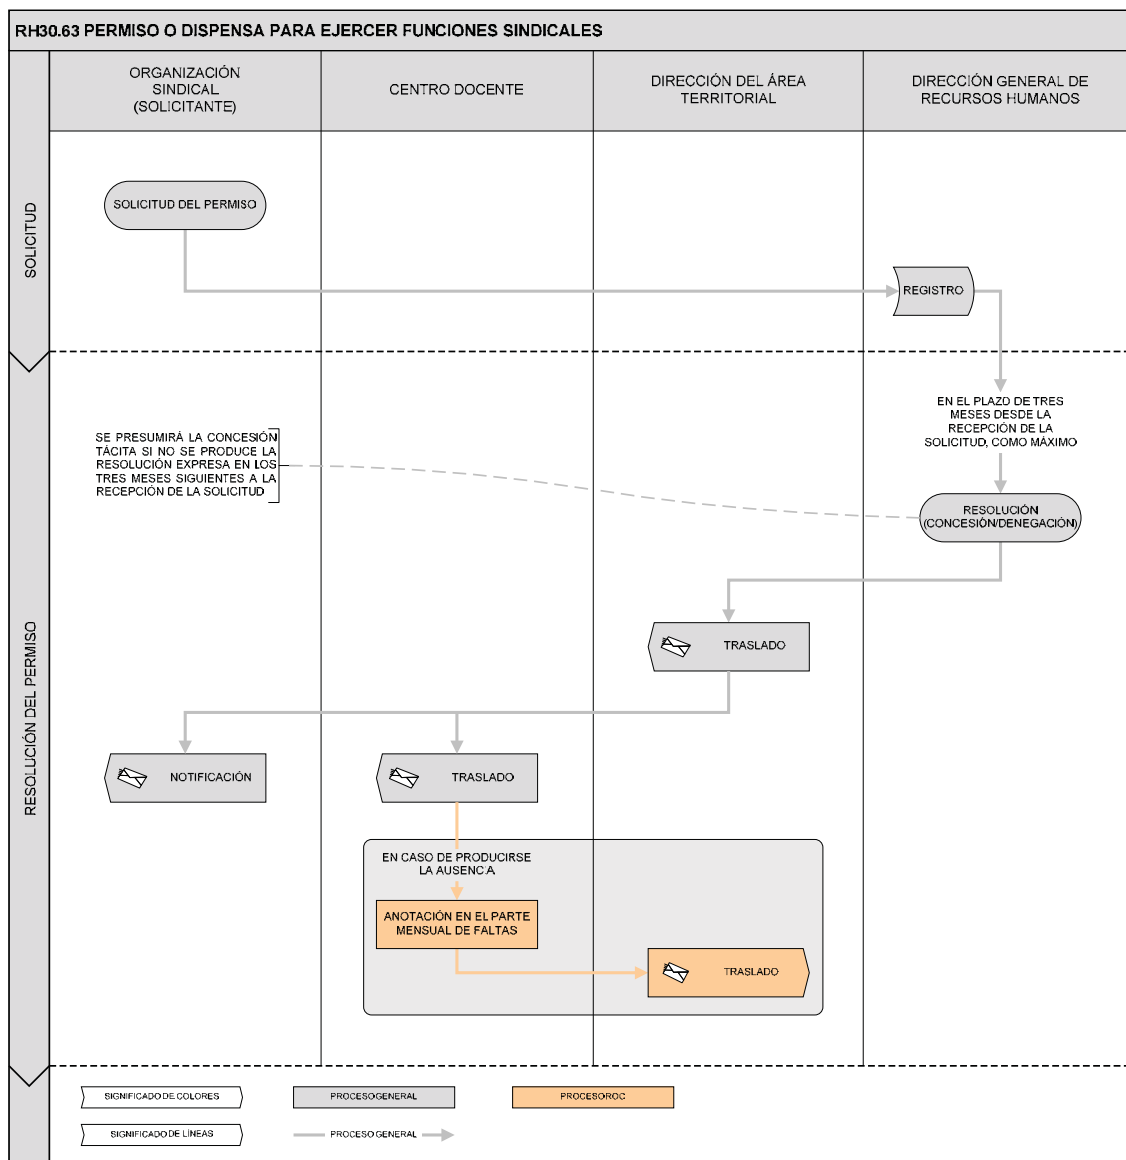 RH30.63 PERMISO O DISPENSA PARA EJERCER FUNCIONES SINDICALES
ORGANIZACIÓN
SINDICAL
(SOLICITANTE)
CENTRO DOCENTE
DIRECCIÓN DEL ÁREA
TERRITORIAL
DIRECCIÓN GENERAL DE
RECURSOS HUMANOS
SOLICITUD
SOLICITUD DEL PERMISO
REGISTRO
RESOLUCIÓN DEL PERMISO
EN EL PLAZO DE TRES
MESES DESDE LA
RECEPCIÓN DE LA
SOLICITUD, COMO MÁXIMO
SE PRESUMIRÁ LA CONCESIÓN
TÁCITA SI NO SE PRODUCE LA
RESOLUCIÓN EXPRESA EN LOS
TRES MESES SIGUIENTES A LA
RECEPCIÓN DE LA SOLICITUD
RESOLUCIÓN
(CONCESIÓN/DENEGACIÓN)
TRASLADO
NOTIFICACIÓN
TRASLADO
EN CASO DE PRODUCIRSE
LA AUSENCIA
ANOTACIÓN EN EL PARTE
MENSUAL DE FALTAS
TRASLADO
SIGNIFICADO DE COLORES
PROCESO GENERAL
PROCESO ROC
SIGNIFICADO DE LÍNEAS
PROCESO GENERAL